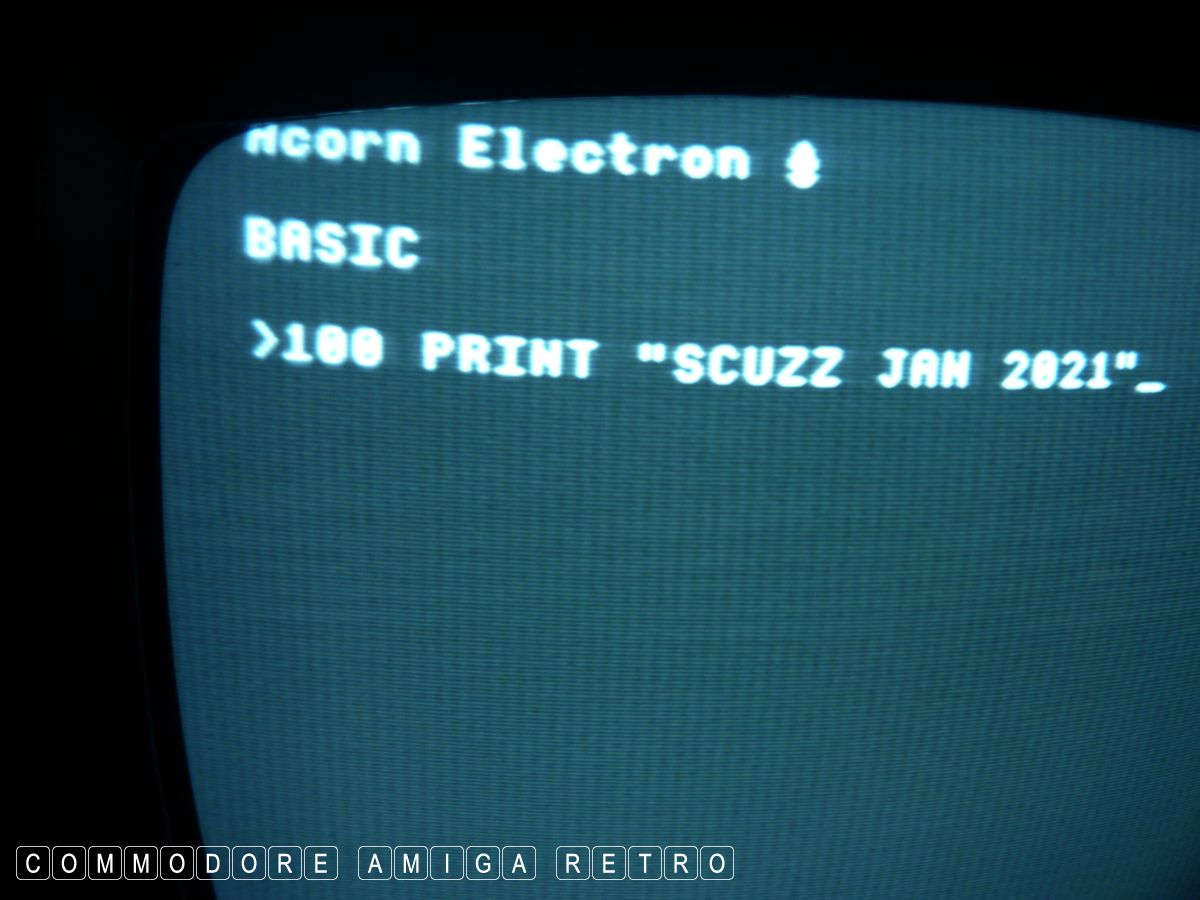 Acorn Electron
BASIC
>100 PRINT "SCUZZ JAN 2021"_
COMMODORE AMIGA RETRO